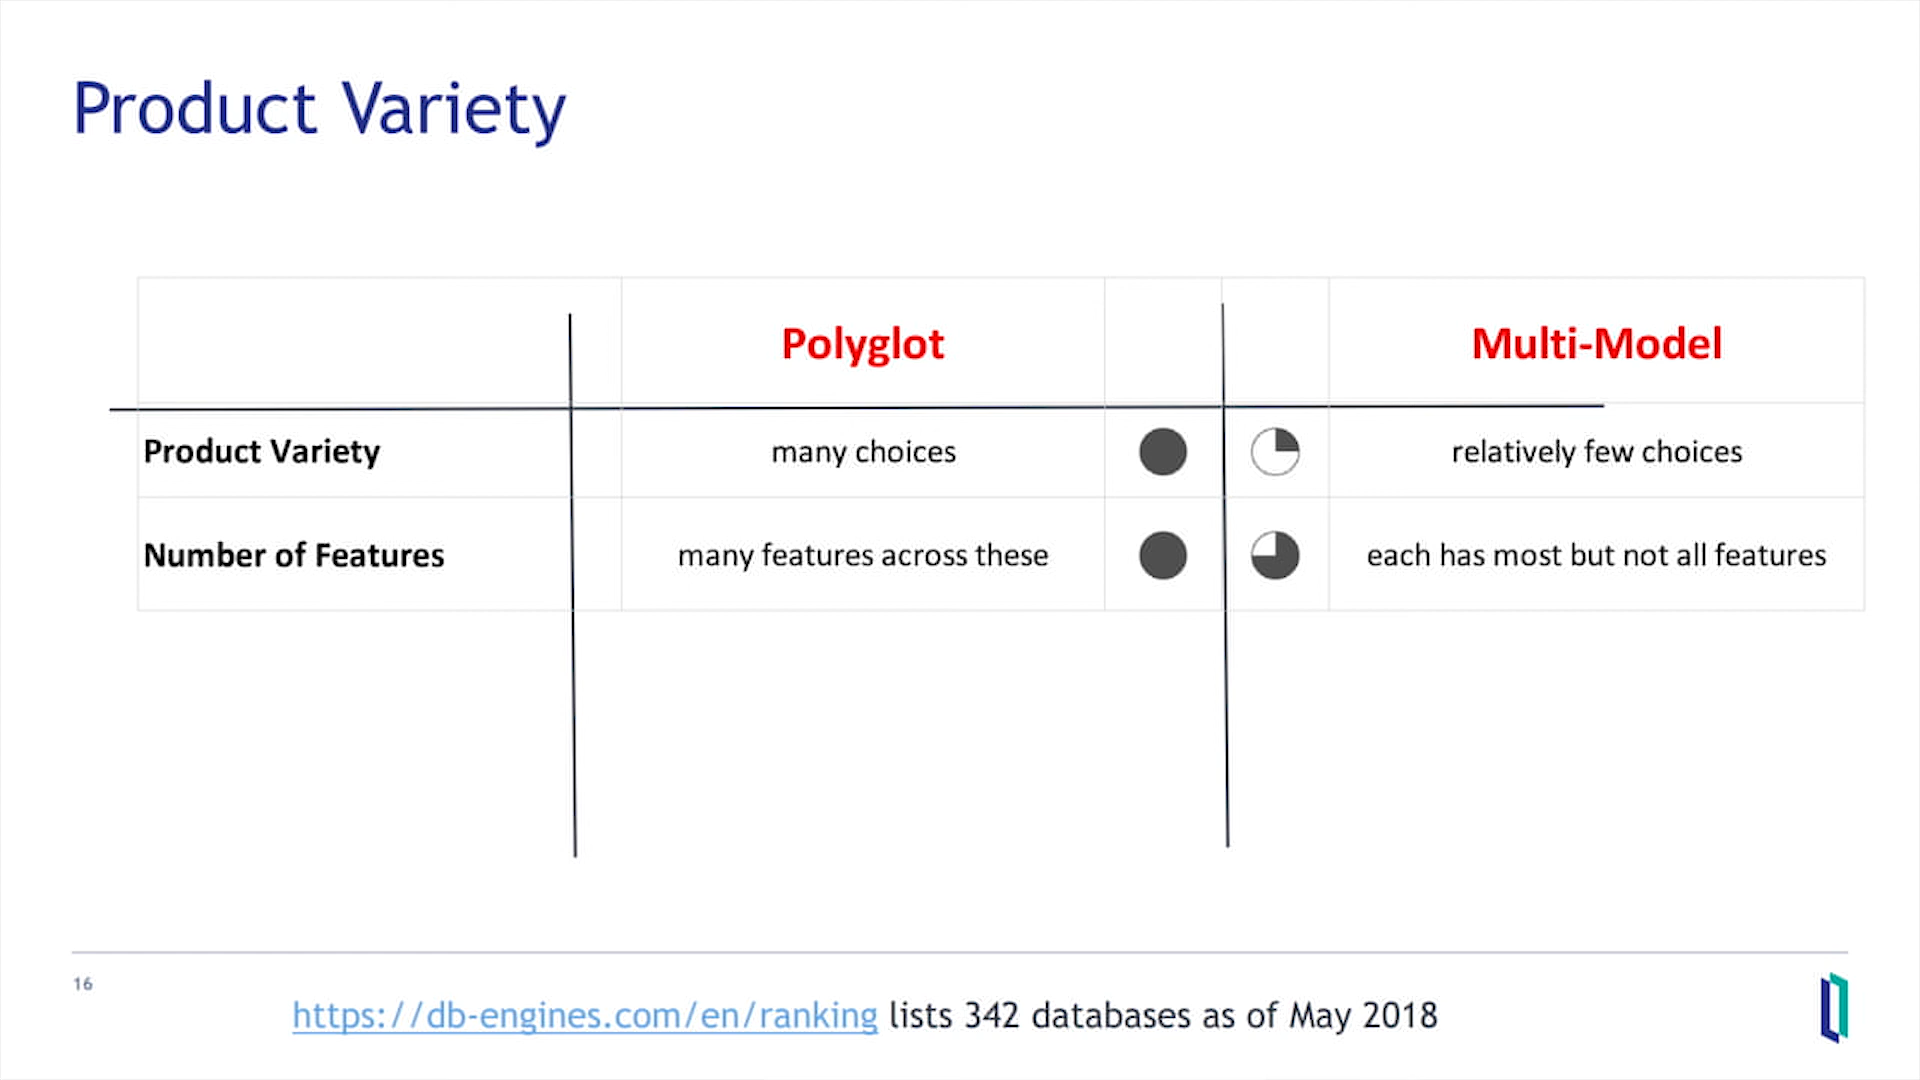 Product Variety
Polyglot Multi-Model
Product Variety many choices relatively few choices
Number of Features many features across these each has most but not all features
16
https://db-engines.com/en/ranking lists 342 databases as of May 2018